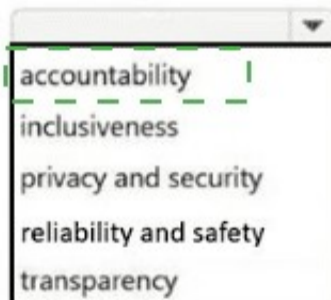 accountability
inclusiveness
privacy and security
reliability and safety
transparency